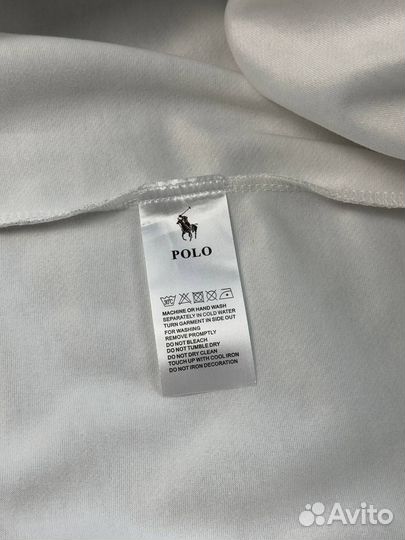 POLO
MACHINE OR HAND WASH
SEPARATELY IN COLD WATER
TURN GARMENT IN SIDE OUT
FOR WASHING
REMOVE PROMPTLY
DO NOT BLEACH
DO NOT TUMBLE DRY
DO NOT DRY CLEAN
TOUCH UP WITH COOL IRON
DO NOT IRON DECORATION
Avito